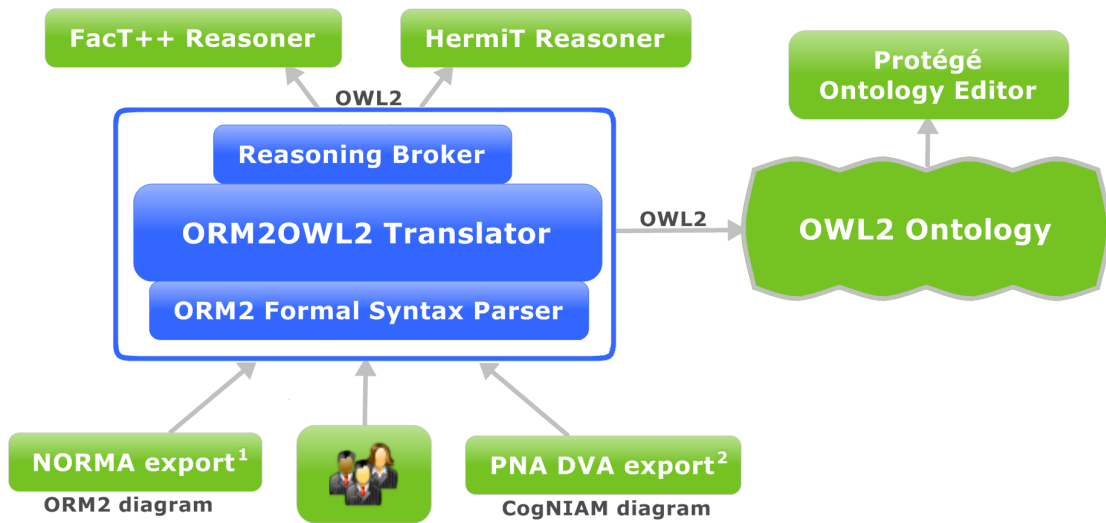 FacT++ Reasoner
HermiT Reasoner
Protégé
Ontology Editor
OWL2
Reasoning Broker
ORM2OWL2 Translator
OWL2
OWL2 Ontology
ORM2 Formal Syntax Parser
NORMA export¹
ORM2 diagram
PNA DVA export²
CogNIAM diagram